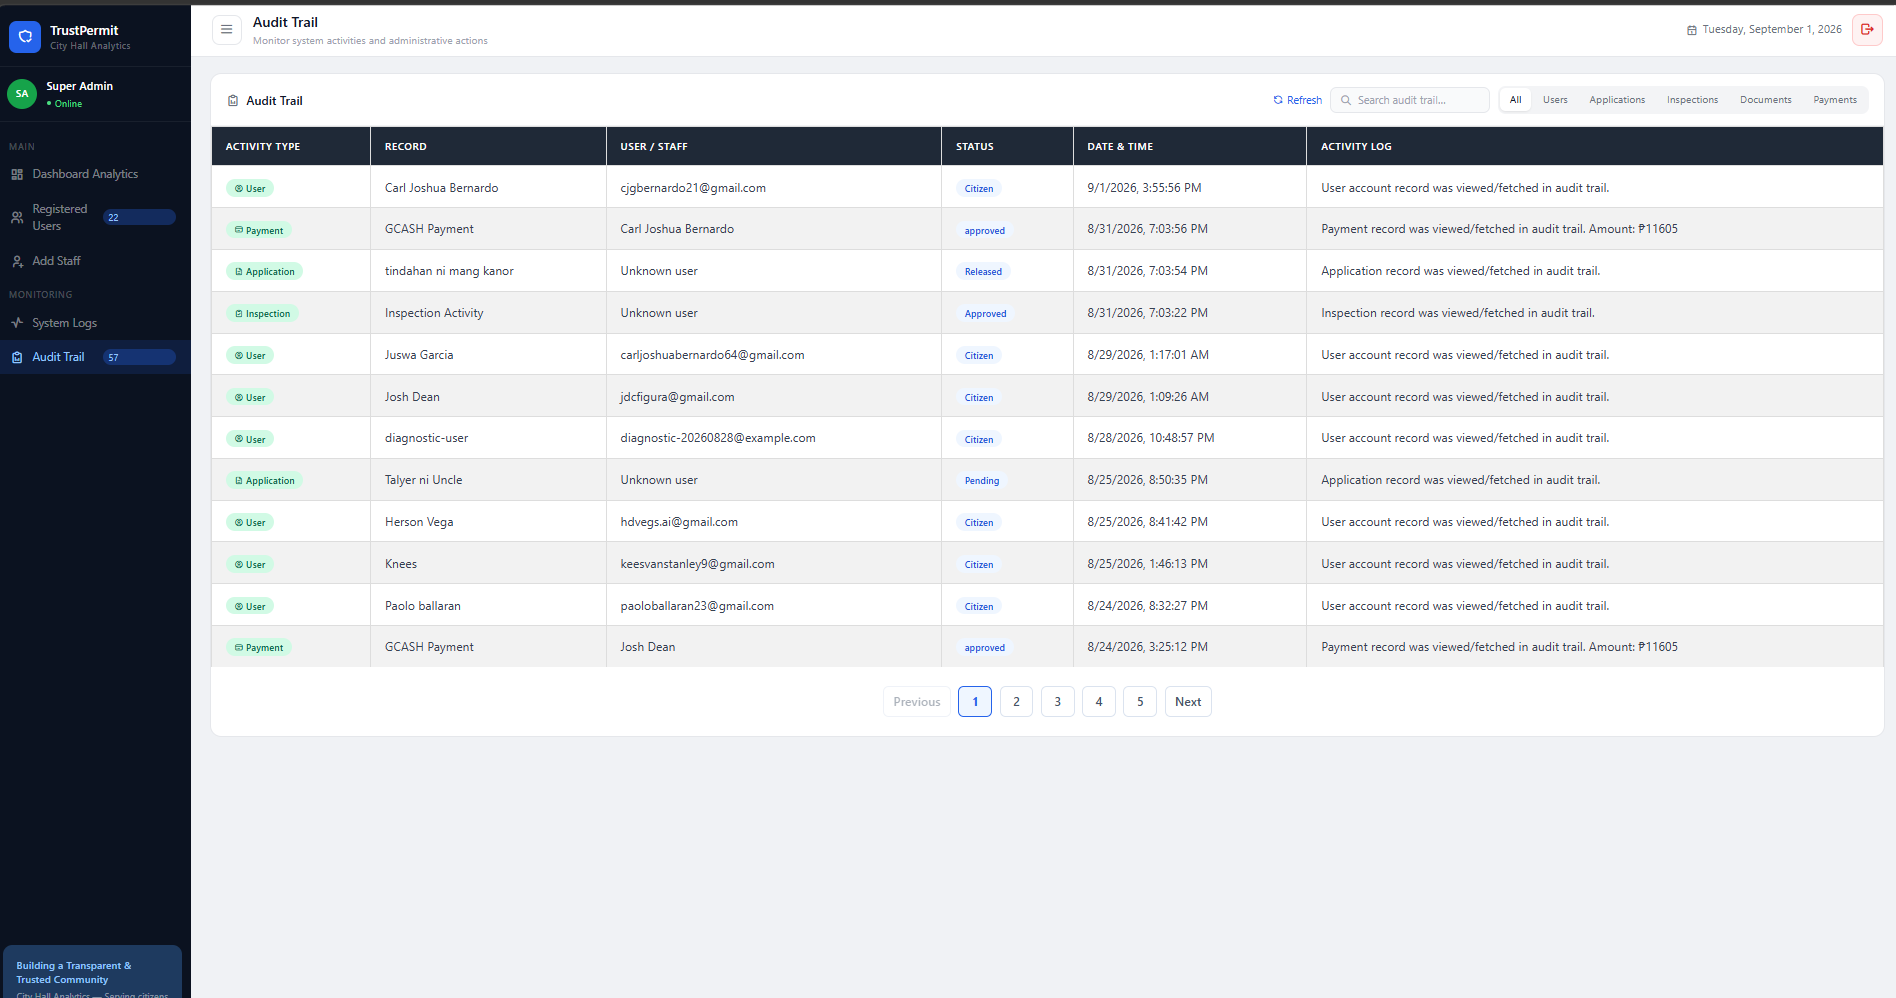 TrustPermit
City Hall Analytics
SA
Super Admin
Online
MAIN
Dashboard Analytics
Registered
Users
22
Add Staff
MONITORING
System Logs
Audit Trail
57
Building a Transparent &
Trusted Community
City Hall Analytics — Serving citizens
Audit Trail
Monitor system activities and administrative actions
Tuesday, September 1, 2026
Audit Trail
Refresh
Search audit trail...
All Users Applications Inspections Documents Payments
ACTIVITY TYPE RECORD USER / STAFF STATUS DATE & TIME ACTIVITY LOG
User Carl Joshua Bernardo cjgbernardo21@gmail.com Citizen 9/1/2026, 3:55:56 PM User account record was viewed/fetched in audit trail.
Payment GCASH Payment Carl Joshua Bernardo approved 8/31/2026, 7:03:56 PM Payment record was viewed/fetched in audit trail. Amount: ₱11605
Application tindahan ni mang kanor Unknown user Released 8/31/2026, 7:03:54 PM Application record was viewed/fetched in audit trail.
Inspection Inspection Activity Unknown user Approved 8/31/2026, 7:03:22 PM Inspection record was viewed/fetched in audit trail.
User Juswa Garcia carljoshuabernardo64@gmail.com Citizen 8/29/2026, 1:17:01 AM User account record was viewed/fetched in audit trail.
User Josh Dean jdcfigura@gmail.com Citizen 8/29/2026, 1:09:26 AM User account record was viewed/fetched in audit trail.
User diagnostic-user diagnostic-20260828@example.com Citizen 8/28/2026, 10:48:57 PM User account record was viewed/fetched in audit trail.
Application Talyer ni Uncle Unknown user Pending 8/25/2026, 8:50:35 PM Application record was viewed/fetched in audit trail.
User Herson Vega hdvegs.ai@gmail.com Citizen 8/25/2026, 8:41:42 PM User account record was viewed/fetched in audit trail.
User Knees keesvanstanley9@gmail.com Citizen 8/25/2026, 1:46:13 PM User account record was viewed/fetched in audit trail.
User Paolo ballaran paoloballaran23@gmail.com Citizen 8/24/2026, 8:32:27 PM User account record was viewed/fetched in audit trail.
Payment GCASH Payment Josh Dean approved 8/24/2026, 3:25:12 PM Payment record was viewed/fetched in audit trail. Amount: ₱11605
Previous 1 2 3 4 5 Next